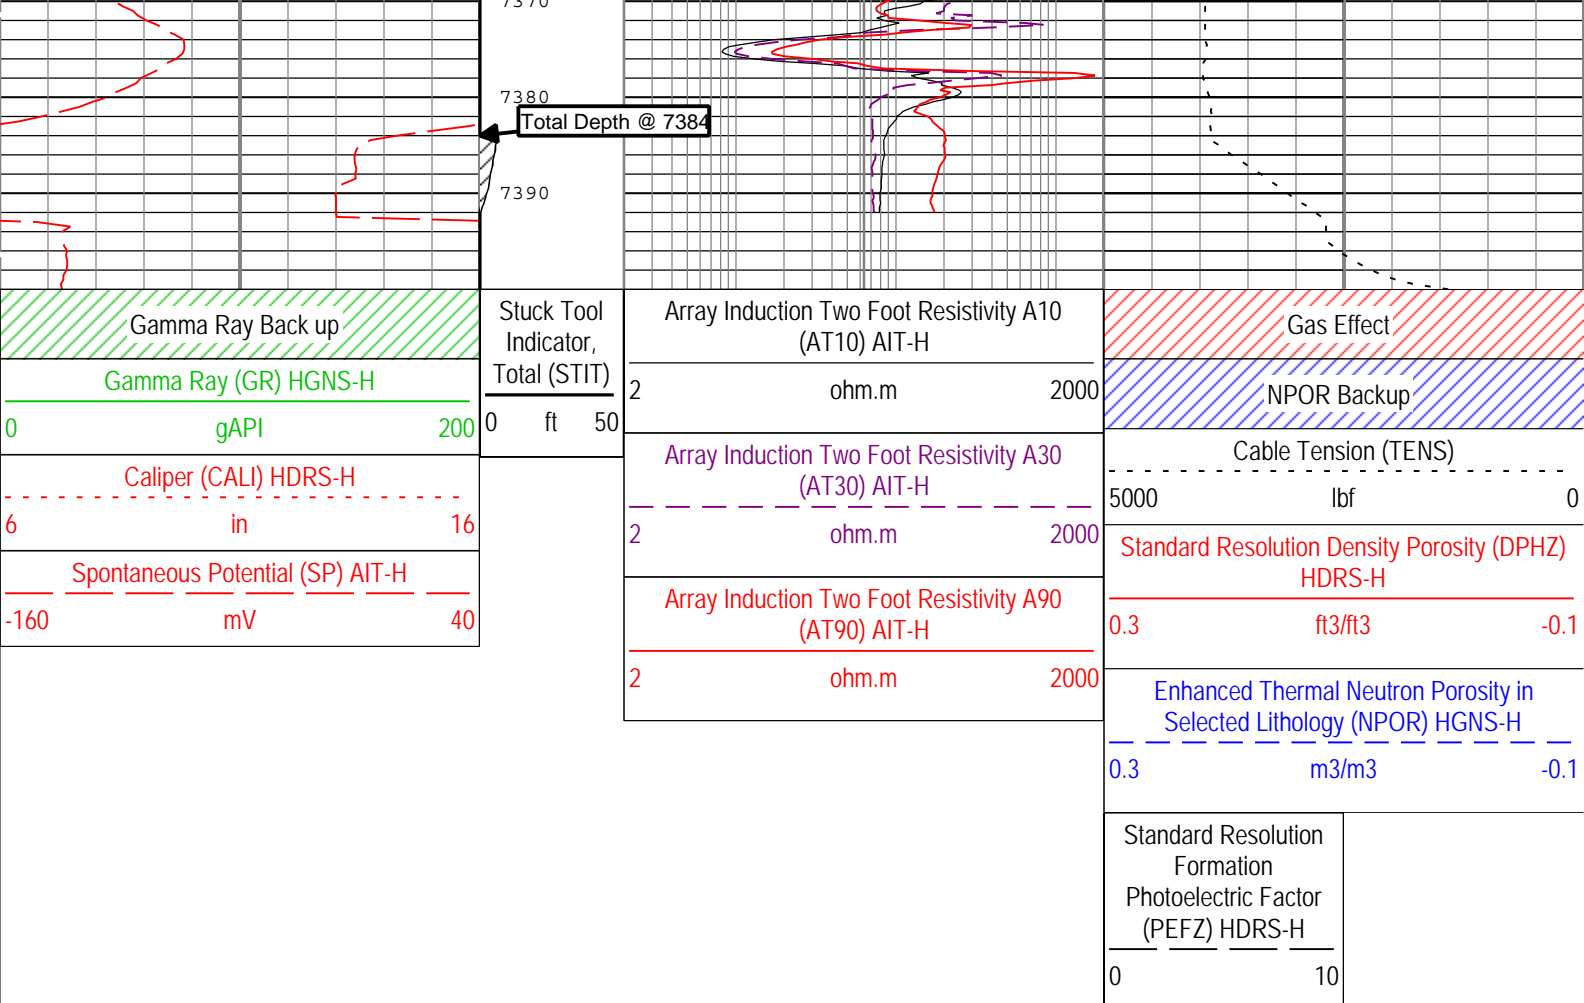 7370
7380
Total Depth @ 7384
7390
Gamma Ray Back up
Gamma Ray (GR) HGNS-H
0 gAPI 200
Caliper (CALI) HDRS-H
6 in 16
Spontaneous Potential (SP) AIT-H
-160 mV 40
Stuck Tool
Indicator,
Total (STIT)
0 ft 50
Array Induction Two Foot Resistivity A10
(AT10) AIT-H
2 ohm.m 2000
Array Induction Two Foot Resistivity A30
(AT30) AIT-H
2 ohm.m 2000
Array Induction Two Foot Resistivity A90
(AT90) AIT-H
2 ohm.m 2000
Gas Effect
NPOR Backup
Cable Tension (TENS)
5000 lbf 0
Standard Resolution Density Porosity (DPHZ)
HDRS-H
0.3 ft3/ft3 -0.1
Enhanced Thermal Neutron Porosity in
Selected Lithology (NPOR) HGNS-H
0.3 m3/m3 -0.1
Standard Resolution
Formation
Photoelectric Factor
(PEFZ) HDRS-H
0 10